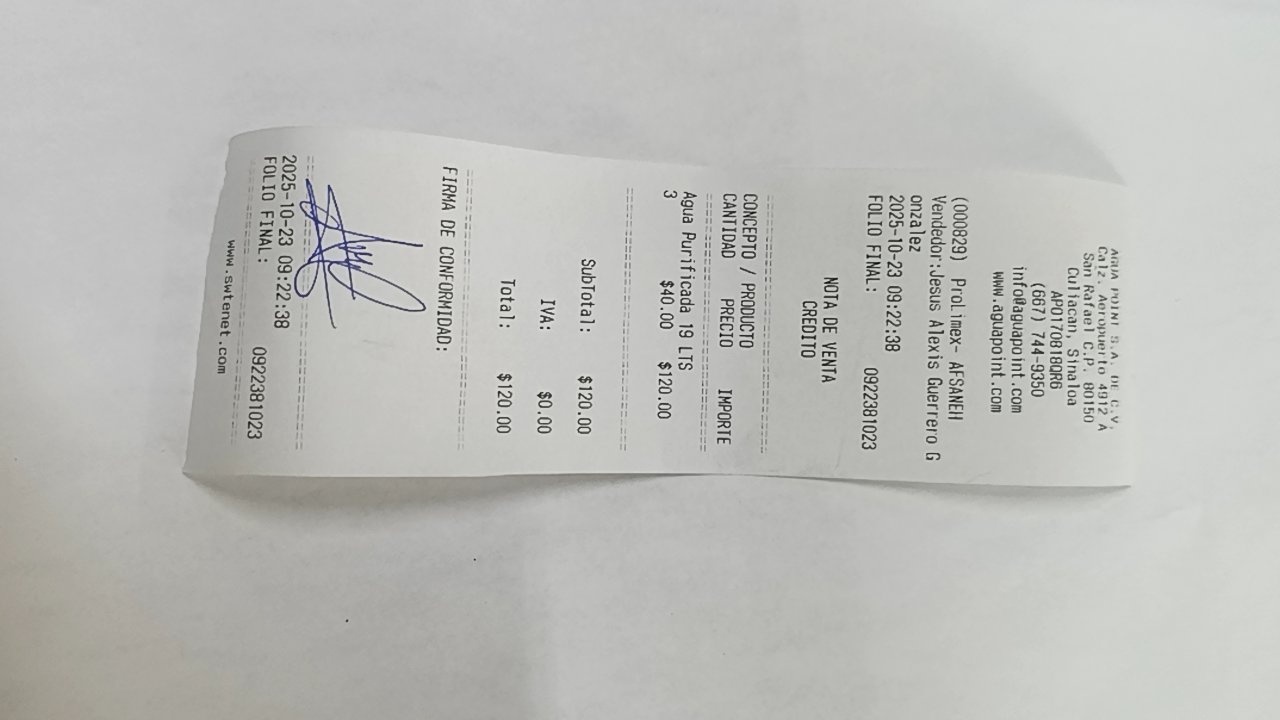 AGUA POINT S.A. DE C.V.
Calz. Aeropuerto 4912 A
San Rafael C.P. 80150
Culiacan, Sinaloa
APO170818QR6
(667) 744-9350
info@aguapoint.com
www.aguapoint.com
(000829) Prolimex- AFSANEH
Vendedor:Jesus Alexis Guerrero G
onzalez
2025-10-23 09:22:38
FOLIO FINAL: 0922381023
NOTA DE VENTA
CREDITO
CONCEPTO / PRODUCTO
CANTIDAD PRECIO IMPORTE
Agua Purificada 19 LTS
3 $40.00 $120.00
SubTotal: $120.00
IVA: $0.00
Total: $120.00
FIRMA DE CONFORMIDAD:
2025-10-23 09:22:38
FOLIO FINAL: 0922381023
www.swtenet.com